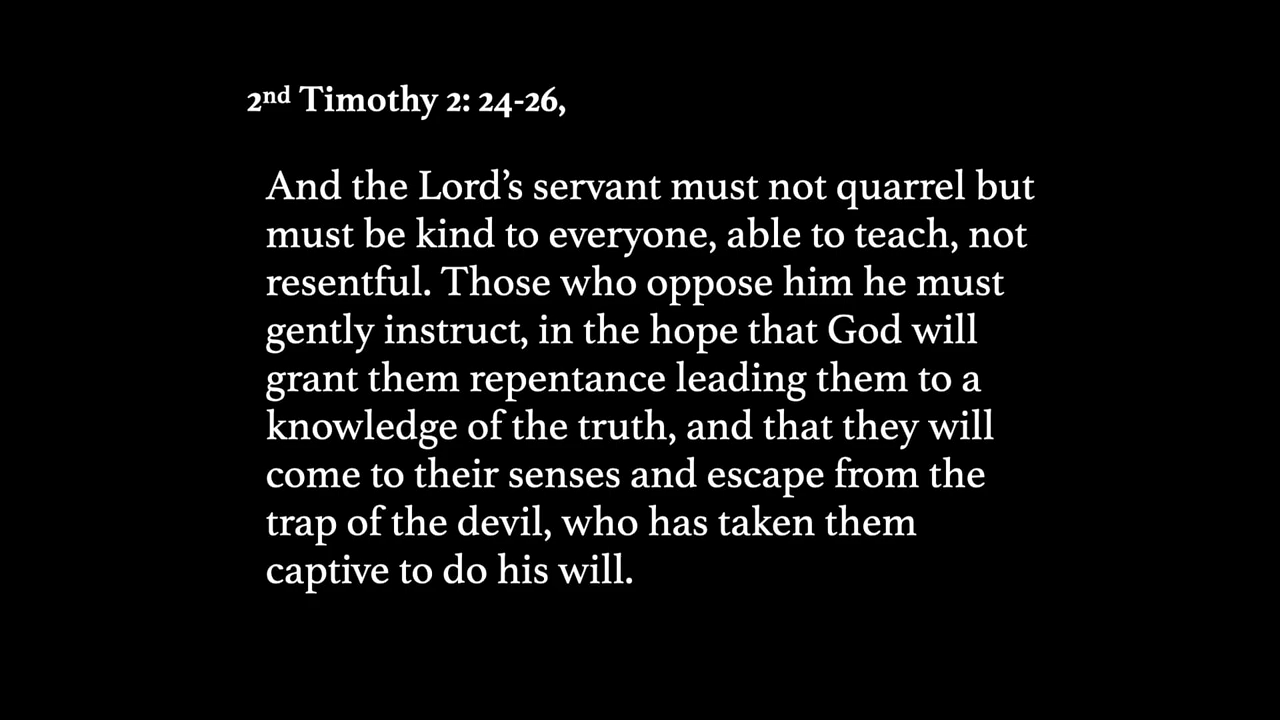 2nd Timothy 2: 24-26,
And the Lord’s servant must not quarrel but
must be kind to everyone, able to teach, not
resentful. Those who oppose him he must
gently instruct, in the hope that God will
grant them repentance leading them to a
knowledge of the truth, and that they will
come to their senses and escape from the
trap of the devil, who has taken them
captive to do his will.